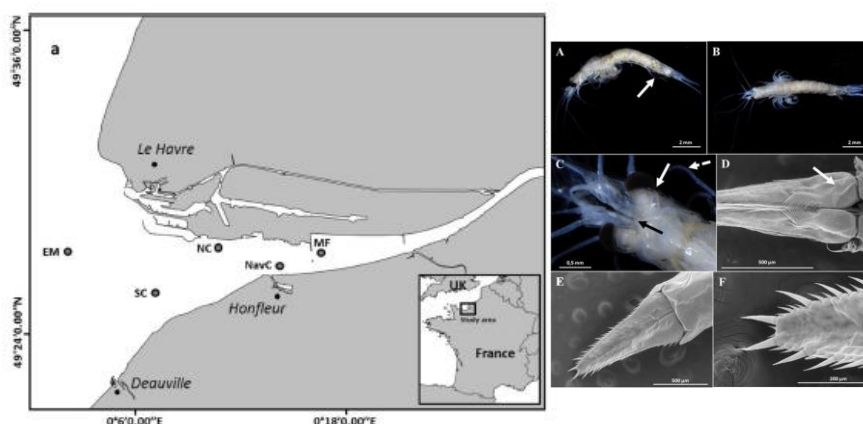 a
49°36'0.00"N
49°24'0.00"N
Le Havre
EM
NC
MF
NavC
SC
Honfleur
Deauville
UK
Study area
France
0°6'0.00"E
0°18'0.00"E
A
2 mm
B
2 mm
C
0,5 mm
D
500 µm
E
500 µm
F
200 µm